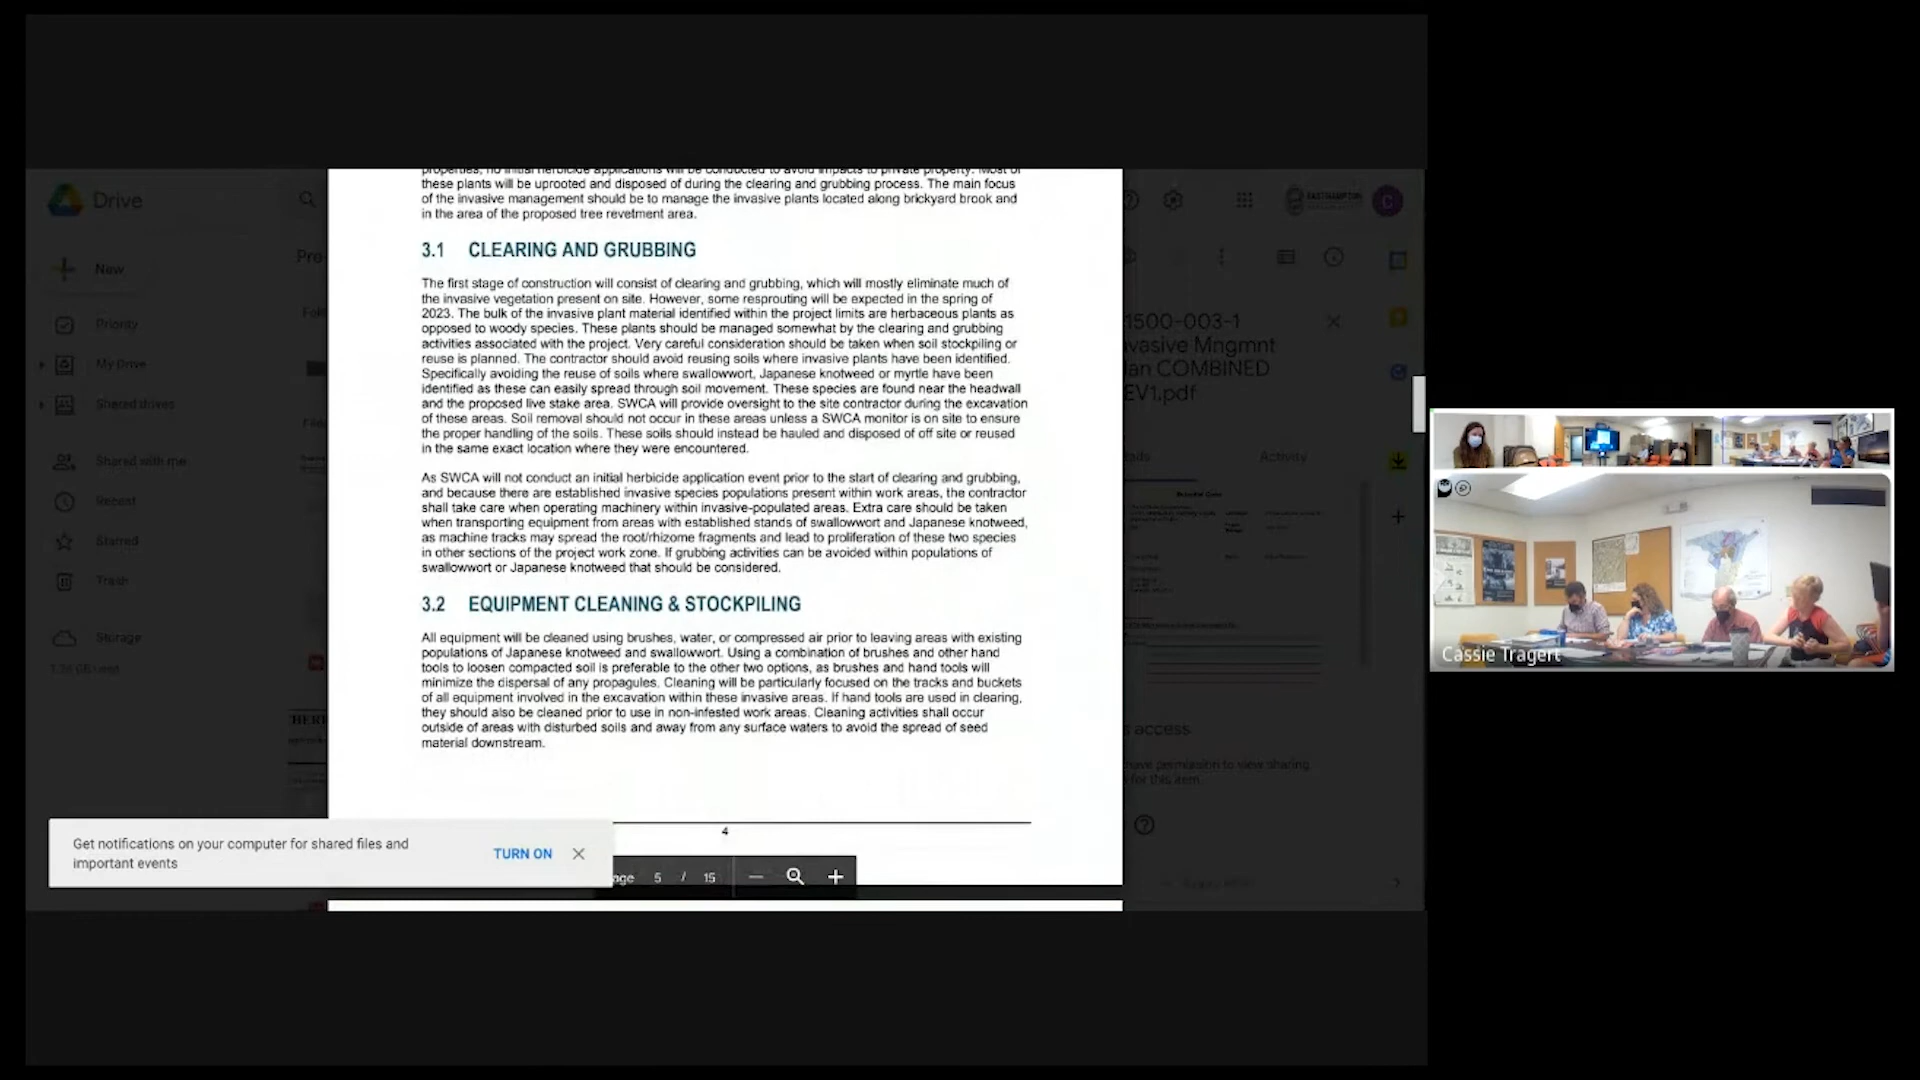 Drive
New
Priority
My Drive
Shared drives
Shared with me
Recent
Starred
Trash
Storage
properties, no initial herbicide applications will be conducted to avoid impacts to private property. Most of
these plants will be uprooted and disposed of during the clearing and grubbing process. The main focus
of the invasive management should be to manage the invasive plants located along brickyard brook and
in the area of the proposed tree revetment area.
3.1 CLEARING AND GRUBBING
The first stage of construction will consist of clearing and grubbing, which will mostly eliminate much of
the invasive vegetation present on site. However, some resprouting will be expected in the spring of
2023. The bulk of the invasive plant material identified within the project limits are herbaceous plants as
opposed to woody species. These plants should be managed somewhat by the clearing and grubbing
activities associated with the project. Very careful consideration should be taken when soil stockpiling or
reuse is planned. The contractor should avoid reusing soils where invasive plants have been identified.
Specifically avoiding the reuse of soils where swallowwort, Japanese knotweed or myrtle have been
identified as these can easily spread through soil movement. These species are found near the headwall
and the proposed live stake area. SWCA will provide oversight to the site contractor during the excavation
of these areas. Soil removal should not occur in these areas unless a SWCA monitor is on site to ensure
the proper handling of the soils. These soils should instead be hauled and disposed of off site or reused
in the same exact location where they were encountered.
As SWCA will not conduct an initial herbicide application event prior to the start of clearing and grubbing,
and because there are established invasive species populations present within work areas, the contractor
shall take care when operating machinery within invasive-populated areas. Extra care should be taken
when transporting equipment from areas with established stands of swallowwort and Japanese knotweed,
as machine tracks may spread the root/rhizome fragments and lead to proliferation of these two species
in other sections of the project work zone. If grubbing activities can be avoided within populations of
swallowwort or Japanese knotweed that should be considered.
3.2 EQUIPMENT CLEANING & STOCKPILING
All equipment will be cleaned using brushes, water, or compressed air prior to leaving areas with existing
populations of Japanese knotweed and swallowwort. Using a combination of brushes and other hand
tools to loosen compacted soil is preferable to the other two options, as brushes and hand tools will
minimize the dispersal of any propagules. Cleaning will be particularly focused on the tracks and buckets
of all equipment involved in the excavation within these invasive areas. If hand tools are used in clearing,
they should also be cleaned prior to use in non-infested work areas. Cleaning activities shall occur
outside of areas with disturbed soils and away from any surface waters to avoid the spread of seed
material downstream.
4
age 5 / 15
Get notifications on your computer for shared files and
important events
TURN ON
EASTHAMPTON
C
1500-003-1
nvasive Mngmnt
lan COMBINED
EV1.pdf
Activity
s access
have permission to view sharing
for this item
Cassie Tragert